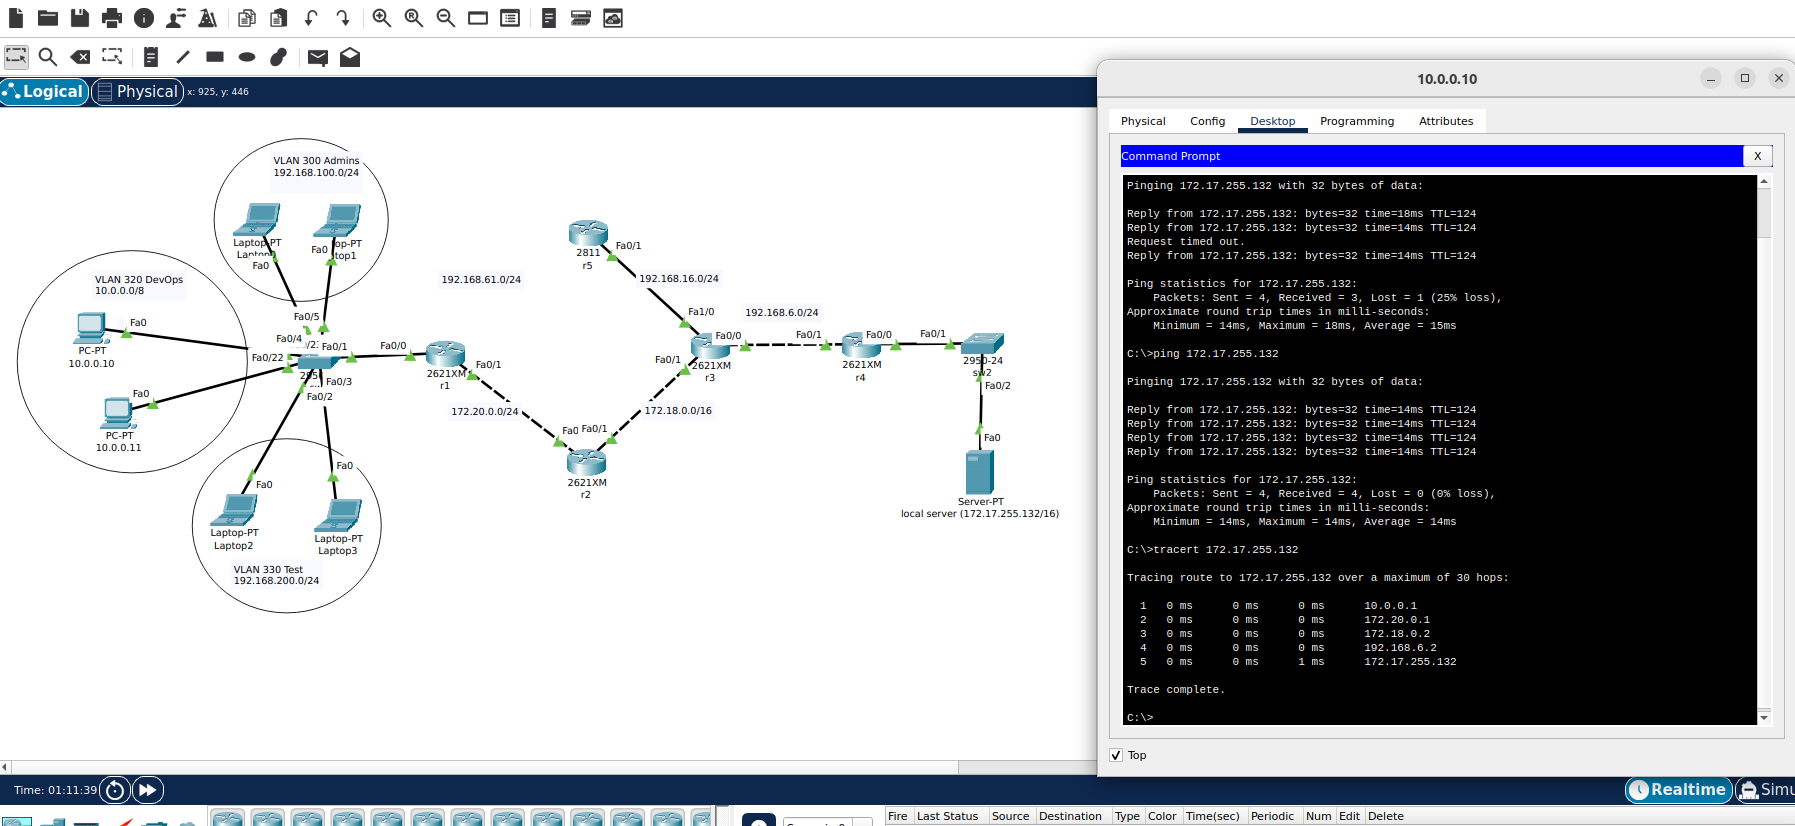 Logical
Physical
x: 925, y: 446
VLAN 300 Admins
192.168.100.0/24
Laptop-PT
Fa0
Fa0
VLAN 320 DevOps
10.0.0.0/8
Fa0
PC-PT
10.0.0.10
Fa0
PC-PT
10.0.0.11
Fa0/5
Fa0/4
Fa0/1
Fa0/22
Fa0/3
Fa0/2
Fa0/0
2621XM
r1
Fa0/1
192.168.61.0/24
172.20.0.0/24
Fa0
Laptop-PT
Laptop2
Fa0
Laptop-PT
Laptop3
VLAN 330 Test
192.168.200.0/24
2811
r5
Fa0/1
192.168.16.0/24
Fa1/0
Fa0/0
192.168.6.0/24
Fa0/1
2621XM
r3
172.18.0.0/16
Fa0/1
2621XM
r2
Fa0/1
Fa0/0
2621XM
r4
Fa0/1
2950-24
sw2
Fa0/2
Fa0
Server-PT
local server (172.17.255.132/16)
10.0.0.10
Physical
Config
Desktop
Programming
Attributes
Command Prompt
X
Pinging 172.17.255.132 with 32 bytes of data:
Reply from 172.17.255.132: bytes=32 time=18ms TTL=124
Reply from 172.17.255.132: bytes=32 time=14ms TTL=124
Request timed out.
Reply from 172.17.255.132: bytes=32 time=14ms TTL=124
Ping statistics for 172.17.255.132:
Packets: Sent = 4, Received = 3, Lost = 1 (25% loss),
Approximate round trip times in milli-seconds:
Minimum = 14ms, Maximum = 18ms, Average = 15ms
C:\>ping 172.17.255.132
Pinging 172.17.255.132 with 32 bytes of data:
Reply from 172.17.255.132: bytes=32 time=14ms TTL=124
Reply from 172.17.255.132: bytes=32 time=14ms TTL=124
Reply from 172.17.255.132: bytes=32 time=14ms TTL=124
Reply from 172.17.255.132: bytes=32 time=14ms TTL=124
Ping statistics for 172.17.255.132:
Packets: Sent = 4, Received = 4, Lost = 0 (0% loss),
Approximate round trip times in milli-seconds:
Minimum = 14ms, Maximum = 14ms, Average = 14ms
C:\>tracert 172.17.255.132
Tracing route to 172.17.255.132 over a maximum of 30 hops:
1 0 ms 0 ms 0 ms 10.0.0.1
2 0 ms 0 ms 0 ms 172.20.0.1
3 0 ms 0 ms 0 ms 172.18.0.2
4 0 ms 0 ms 0 ms 192.168.6.2
5 0 ms 0 ms 1 ms 172.17.255.132
Trace complete.
C:\>
Top
Time: 01:11:39
Realtime
Simu
Fire Last Status Source Destination Type Color Time(sec) Periodic Num Edit Delete